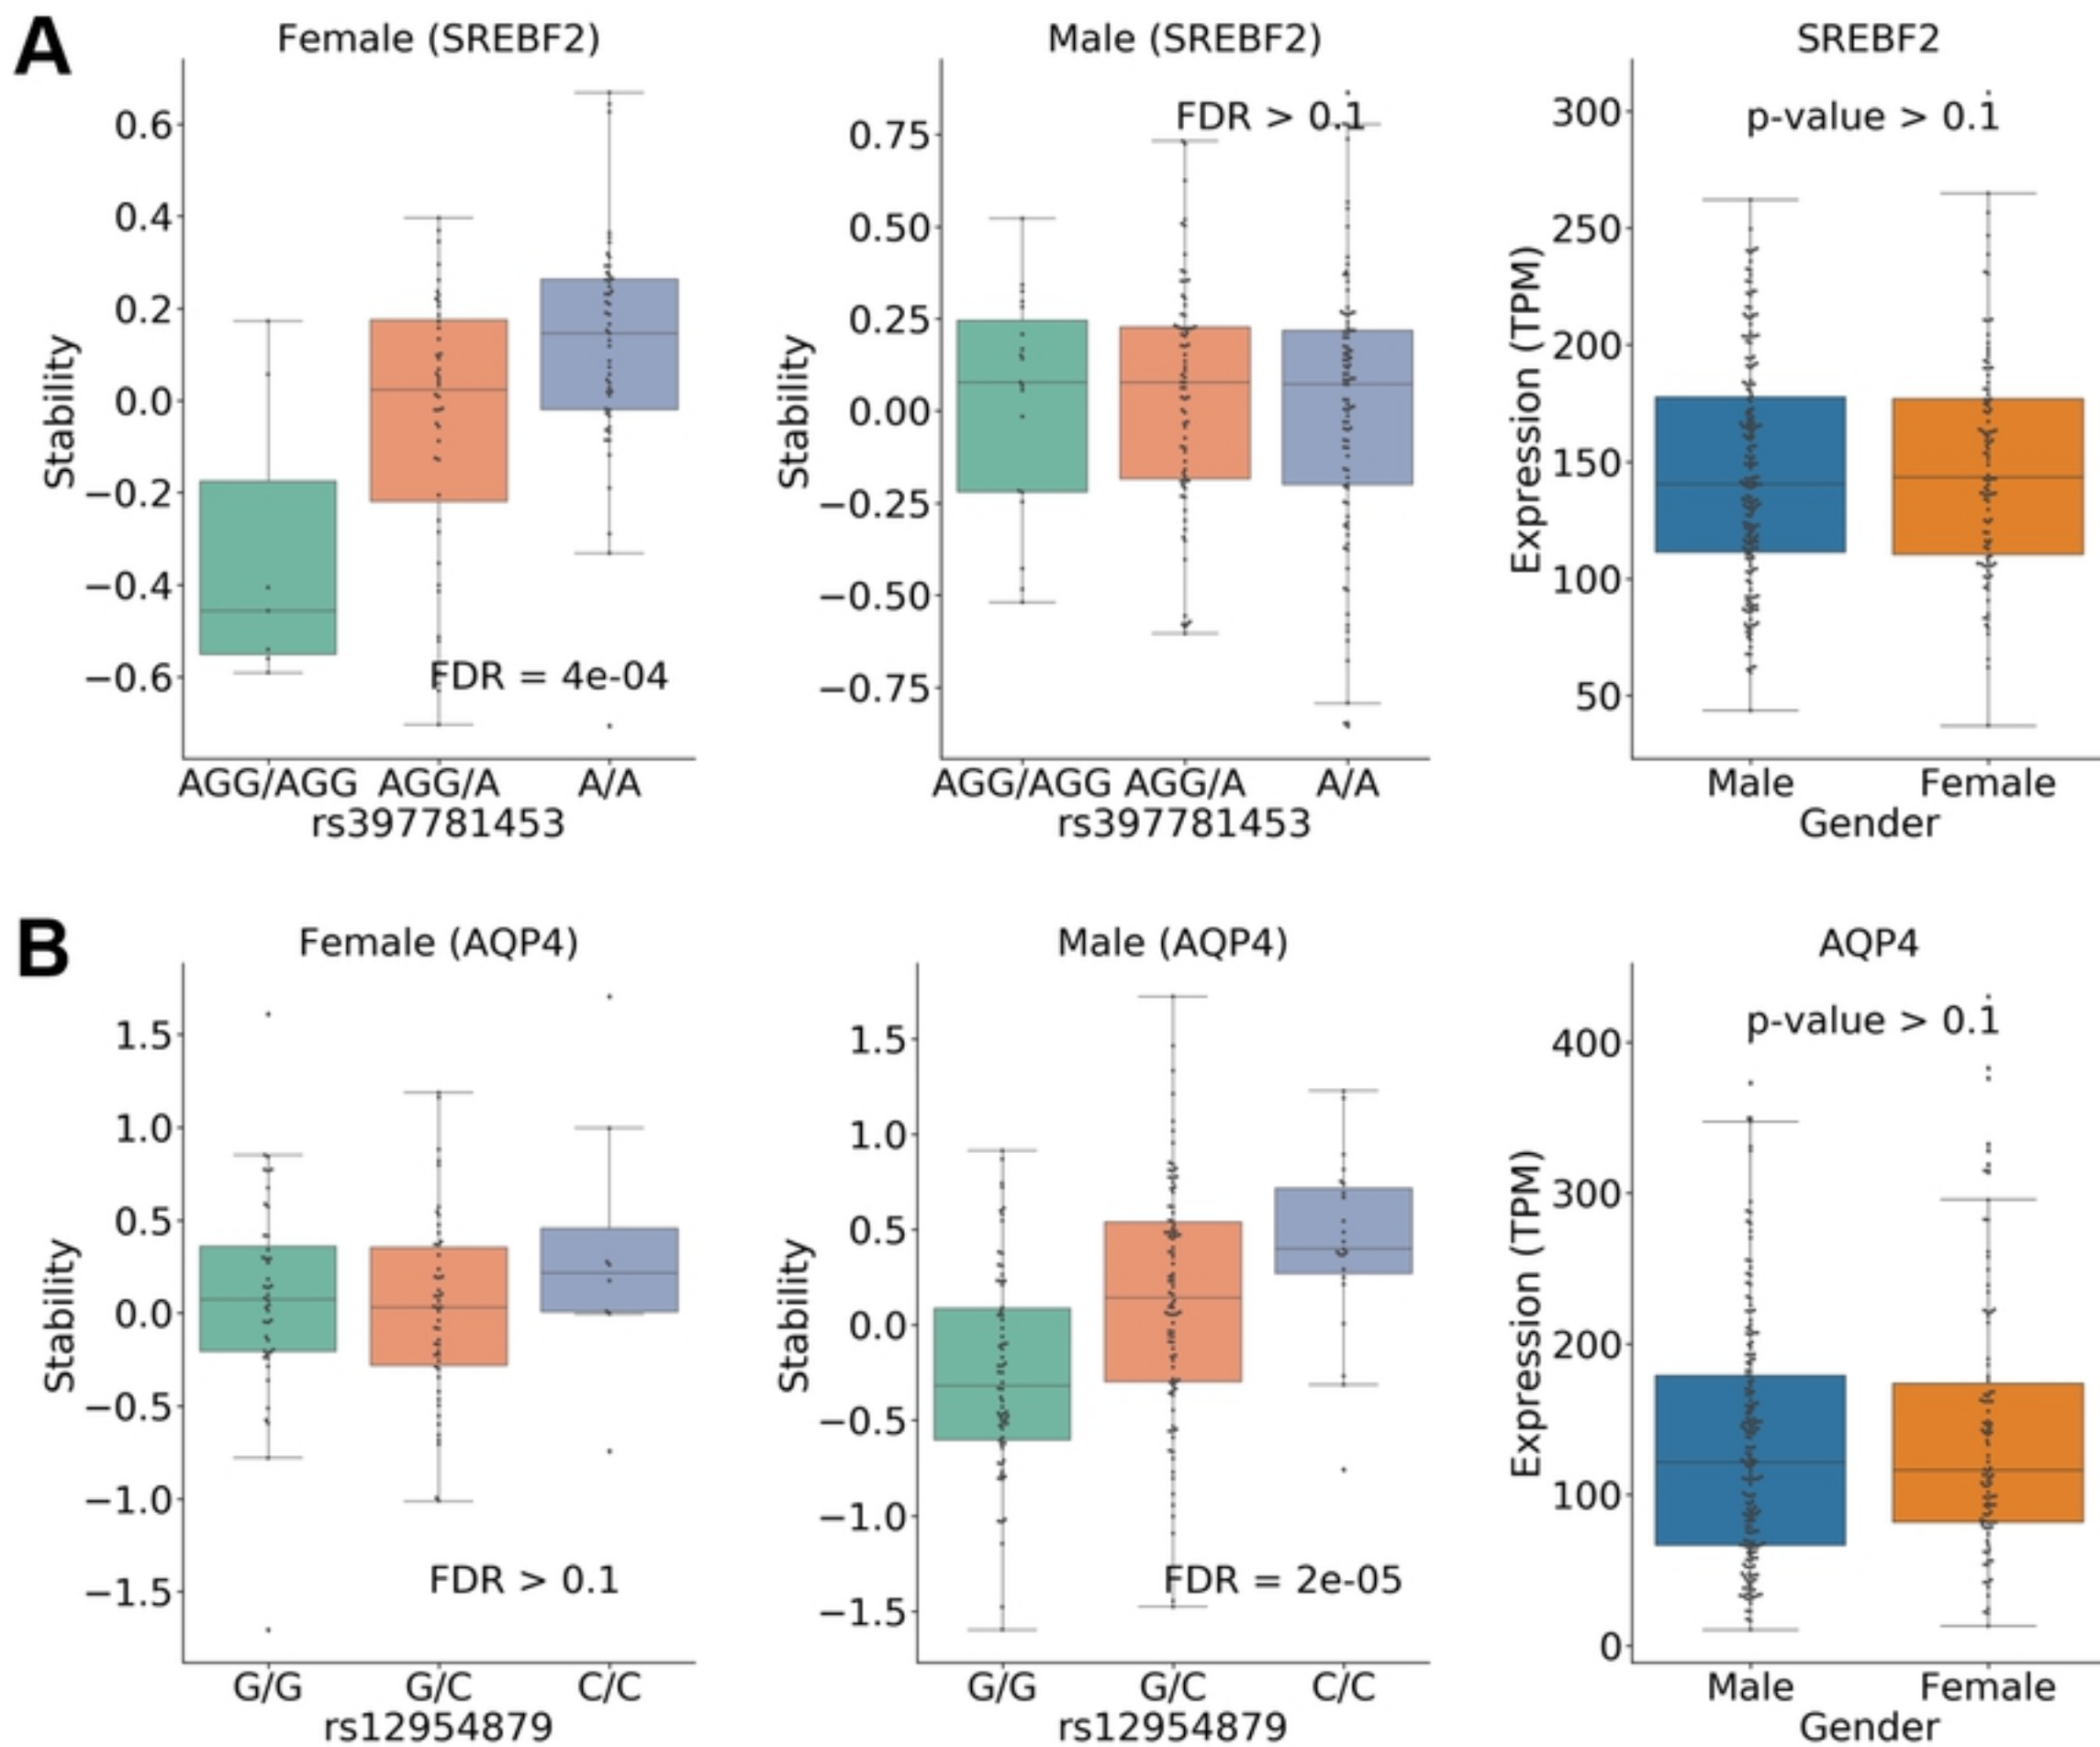 A
Female (SREBF2)
Stability
0.6
0.4
0.2
0.0
−0.2
−0.4
−0.6
FDR = 4e-04
AGG/AGG AGG/A A/A
rs397781453
Male (SREBF2)
Stability
0.75
0.50
0.25
0.00
−0.25
−0.50
−0.75
FDR > 0.1
AGG/AGG AGG/A A/A
rs397781453
SREBF2
Expression (TPM)
300
250
200
150
100
50
p-value > 0.1
Male Female
Gender
B
Female (AQP4)
Stability
1.5
1.0
0.5
0.0
−0.5
−1.0
−1.5
FDR > 0.1
G/G G/C C/C
rs12954879
Male (AQP4)
Stability
1.5
1.0
0.5
0.0
−0.5
−1.0
−1.5
FDR = 2e-05
G/G G/C C/C
rs12954879
AQP4
Expression (TPM)
400
300
200
100
0
p-value > 0.1
Male Female
Gender